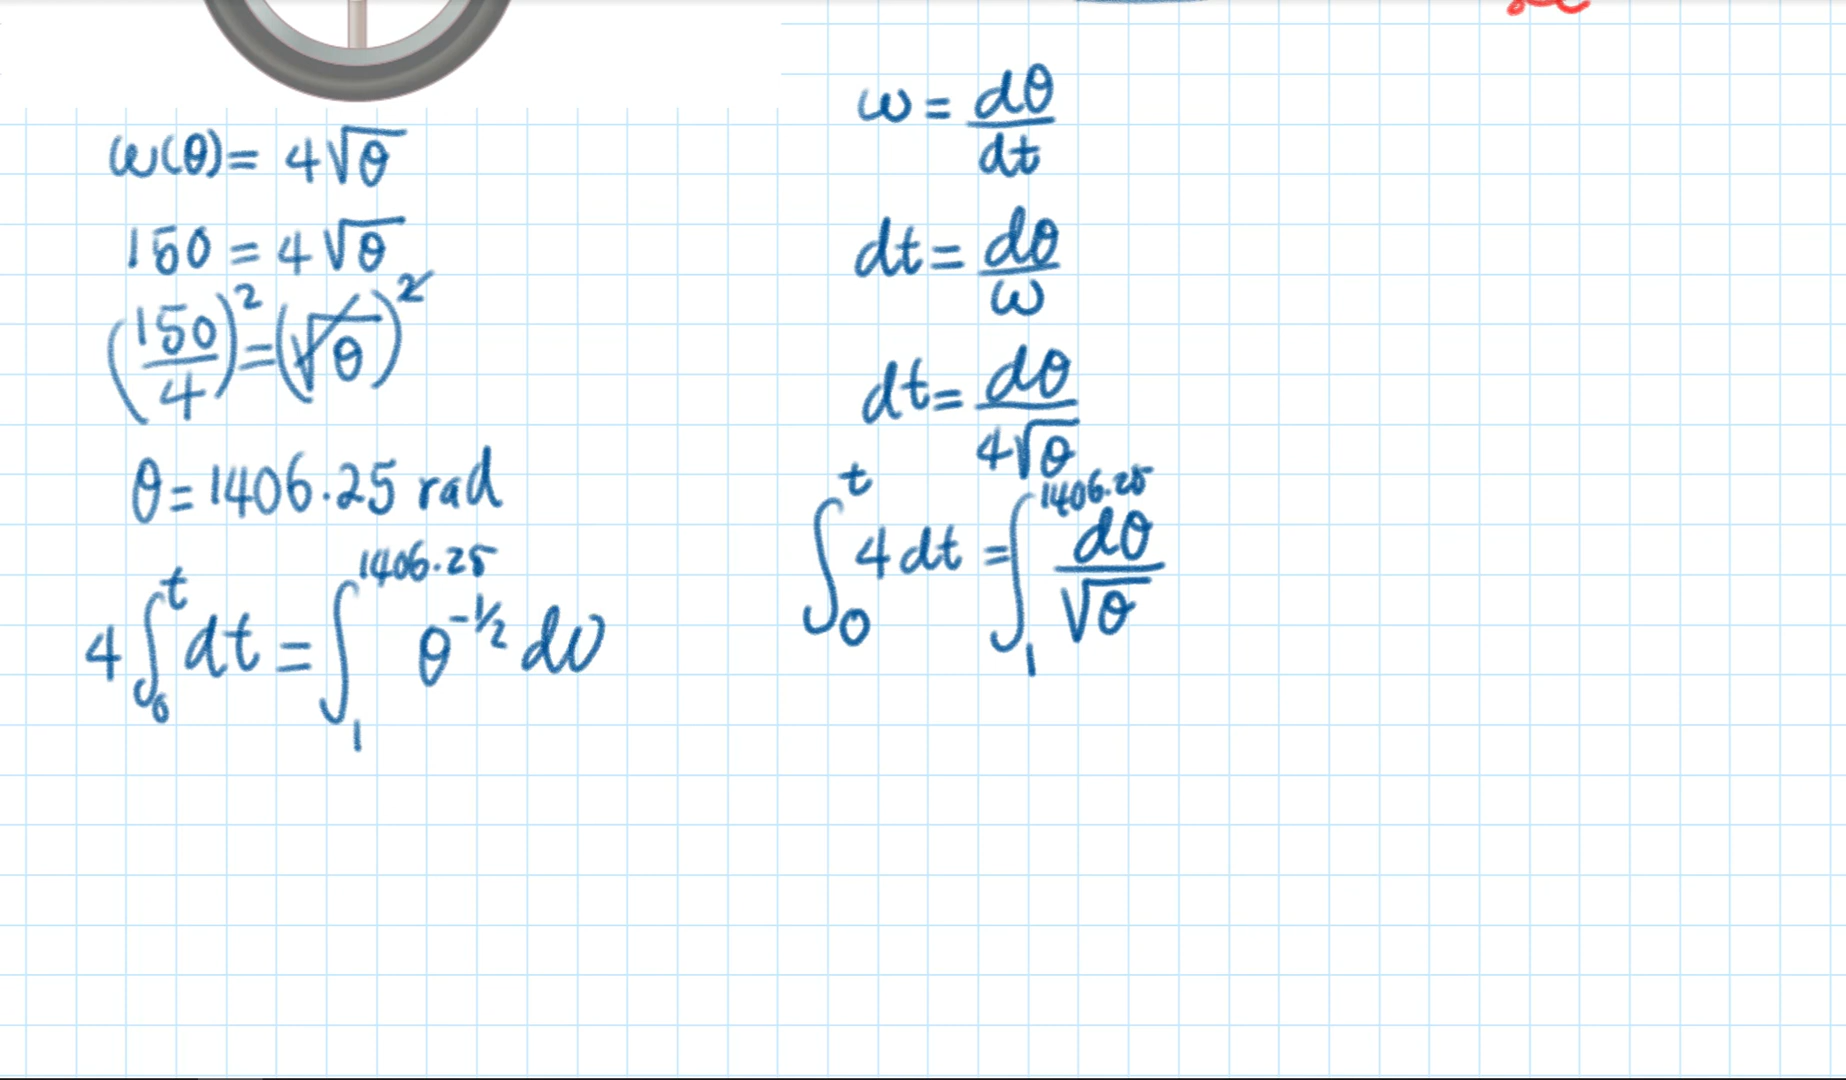 ω(θ) = 4√θ
150 = 4√θ
(150/4)² = (√θ)²
θ = 1406.25 rad
4∫₀ᵗ dt = ∫₁^1406.25 θ^-1/2 dθ
ω = dθ/dt
dt = dθ/ω
dt = dθ/4√θ
∫₀ᵗ 4 dt = ∫₁^1406.25 dθ/√θ